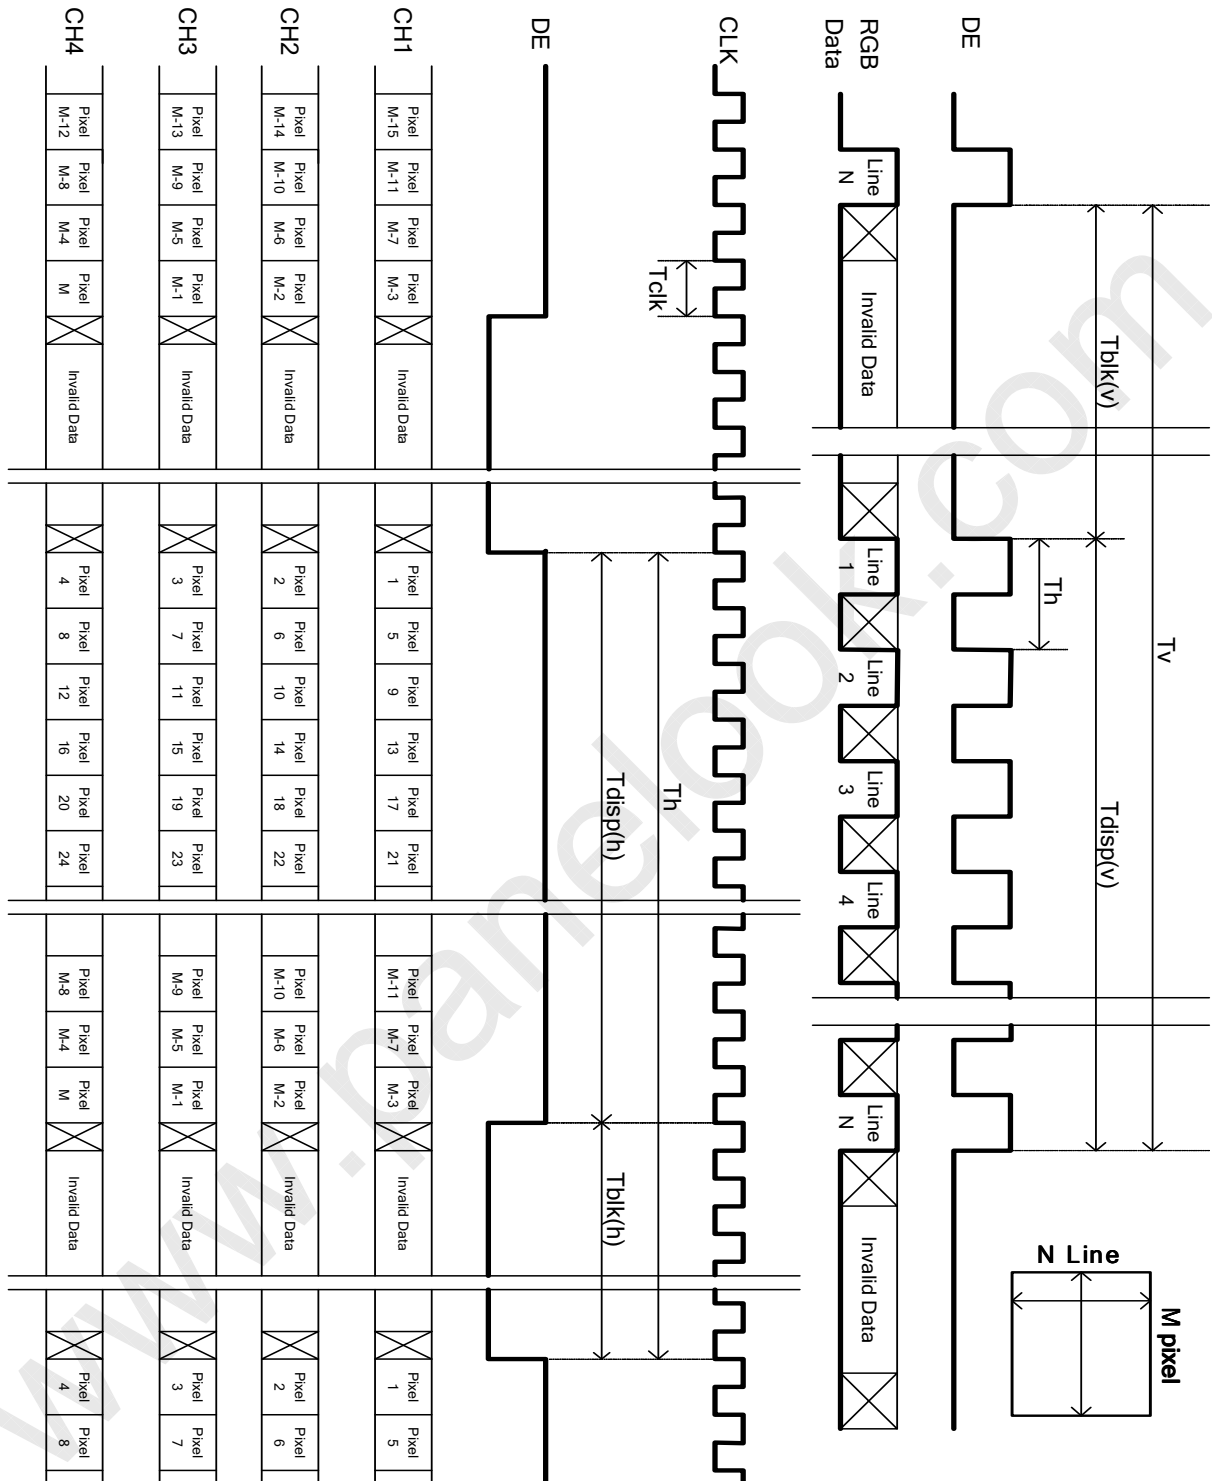 DE
RGB
Data
Line
N
Invalid Data
Line
1
Line
2
Line
3
Line
4
Line
N
Invalid Data
Tv
Tblk(v)
Tdisp(v)
Th
N Line
M pixel
CLK
Tclk
Th
Tdisp(h)
Tblk(h)
DE
CH1
Pixel M-15
Pixel M-11
Pixel M-7
Pixel M-3
Invalid Data
Pixel 1
Pixel 5
Pixel 9
Pixel 13
Pixel 17
Pixel 21
Pixel M-11
Pixel M-7
Pixel M-3
Invalid Data
Pixel 1
Pixel 5
CH2
Pixel M-14
Pixel M-10
Pixel M-6
Pixel M-2
Invalid Data
Pixel 2
Pixel 6
Pixel 10
Pixel 14
Pixel 18
Pixel 22
Pixel M-10
Pixel M-6
Pixel M-2
Invalid Data
Pixel 2
Pixel 6
CH3
Pixel M-13
Pixel M-9
Pixel M-5
Pixel M-1
Invalid Data
Pixel 3
Pixel 7
Pixel 11
Pixel 15
Pixel 19
Pixel 23
Pixel M-9
Pixel M-5
Pixel M-1
Invalid Data
Pixel 3
Pixel 7
CH4
Pixel M-12
Pixel M-8
Pixel M-4
Pixel M
Invalid Data
Pixel 4
Pixel 8
Pixel 12
Pixel 16
Pixel 20
Pixel 24
Pixel M-8
Pixel M-4
Pixel M
Invalid Data
Pixel 4
Pixel 8
www.panelook.com